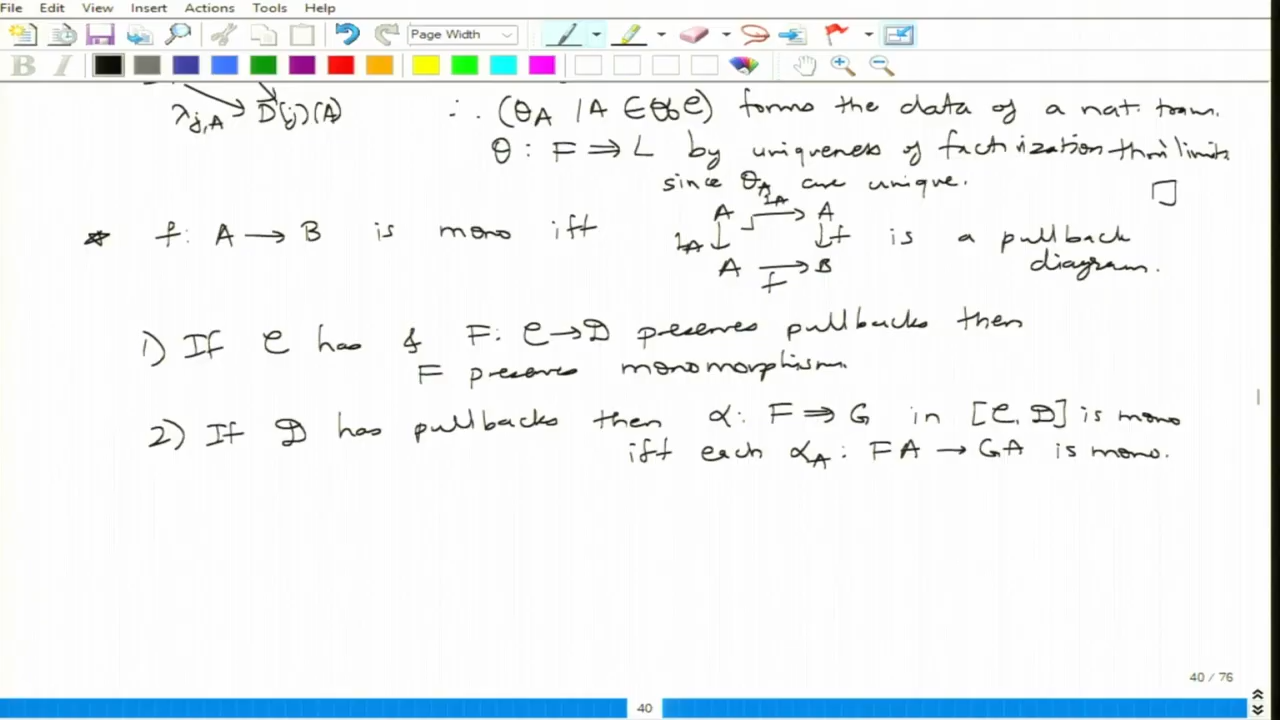 File Edit View Insert Actions Tools Help
Page Width
B I
λj,A D(j)(A) ∴ (θA | A ∈ Ob C) forms the data of a nat. trans.
θ : F ⇒ L by uniqueness of factorization thru limits
since θA are unique. □
* f: A → B is mono iff A 1A→ A 1A↓ ↓f A f→ B is a pullback
diagram.
1) If C has & F: C→D preserves pullbacks then
F preserves monomorphism.
2) If D has pullbacks then α: F ⇒ G in [C, D] is mono
iff each αA : FA → GA is mono.
40 / 76
40